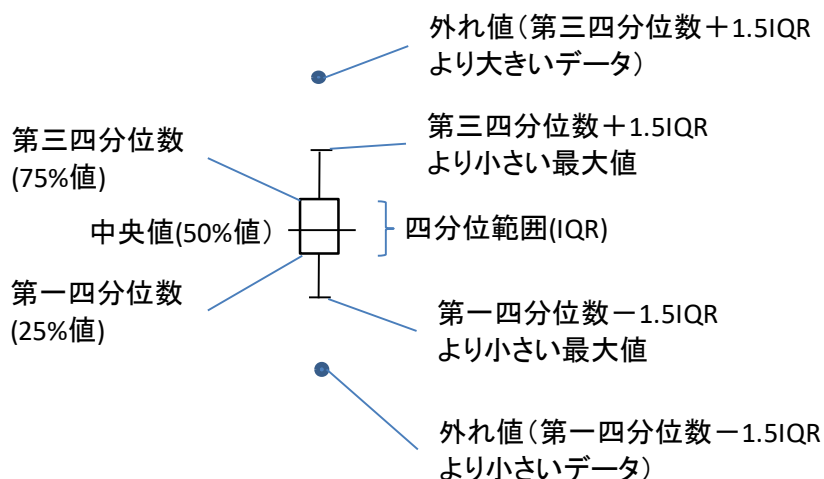 外れ値（第三四分位数＋1.5IQR
より大きいデータ）
第三四分位数
(75%値)
第三四分位数＋1.5IQR
より小さい最大値
中央値(50%値）
四分位範囲(IQR)
第一四分位数
(25%値)
第一四分位数－1.5IQR
より小さい最大値
外れ値（第一四分位数－1.5IQR
より小さいデータ）